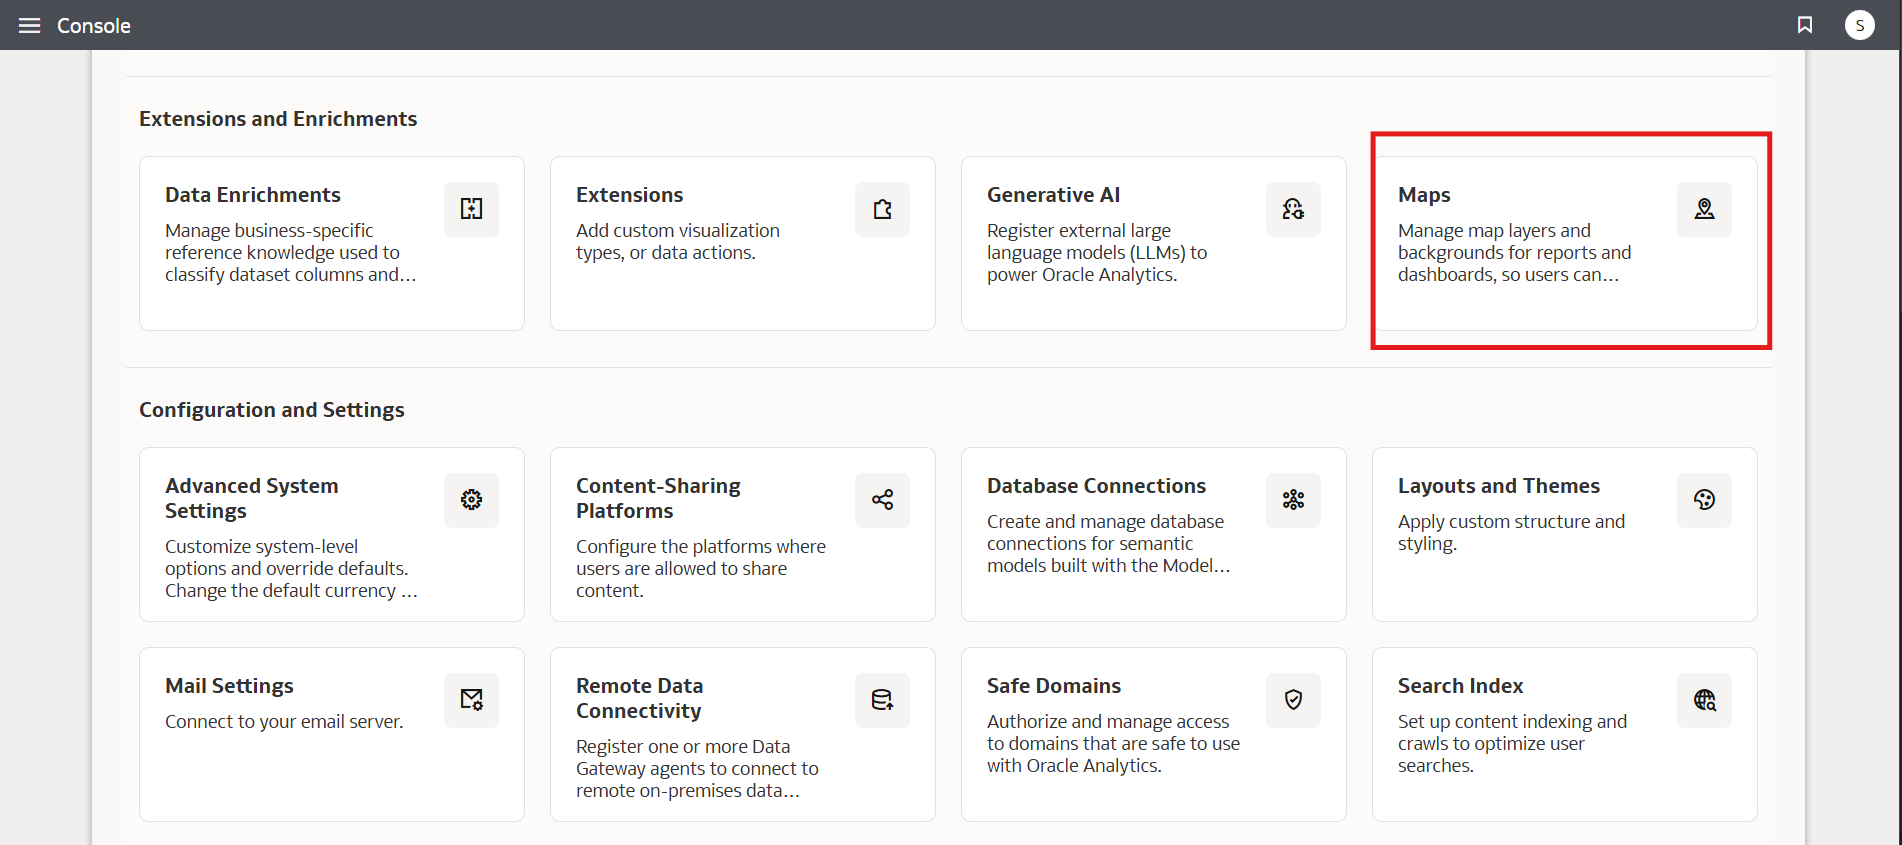 Console
S
Extensions and Enrichments
Data Enrichments
Manage business-specific
reference knowledge used to
classify dataset columns and...
Extensions
Add custom visualization
types, or data actions.
Generative AI
Register external large
language models (LLMs) to
power Oracle Analytics.
Maps
Manage map layers and
backgrounds for reports and
dashboards, so users can...
Configuration and Settings
Advanced System
Settings
Customize system-level
options and override defaults.
Change the default currency ...
Content-Sharing
Platforms
Configure the platforms where
users are allowed to share
content.
Database Connections
Create and manage database
connections for semantic
models built with the Model...
Layouts and Themes
Apply custom structure and
styling.
Mail Settings
Connect to your email server.
Remote Data
Connectivity
Register one or more Data
Gateway agents to connect to
remote on-premises data...
Safe Domains
Authorize and manage access
to domains that are safe to use
with Oracle Analytics.
Search Index
Set up content indexing and
crawls to optimize user
searches.